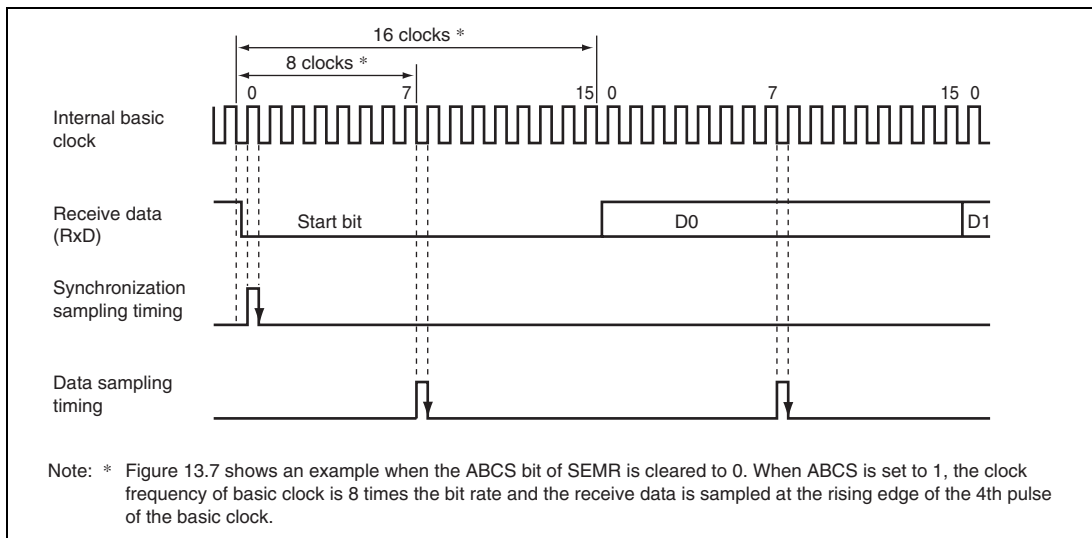 16 clocks *
8 clocks *
0 7 15 0 7 15 0
Internal basic
clock
Receive data
(RxD)
Start bit D0 D1
Synchronization
sampling timing
Data sampling
timing
Note: * Figure 13.7 shows an example when the ABCS bit of SEMR is cleared to 0. When ABCS is set to 1, the clock
frequency of basic clock is 8 times the bit rate and the receive data is sampled at the rising edge of the 4th pulse
of the basic clock.